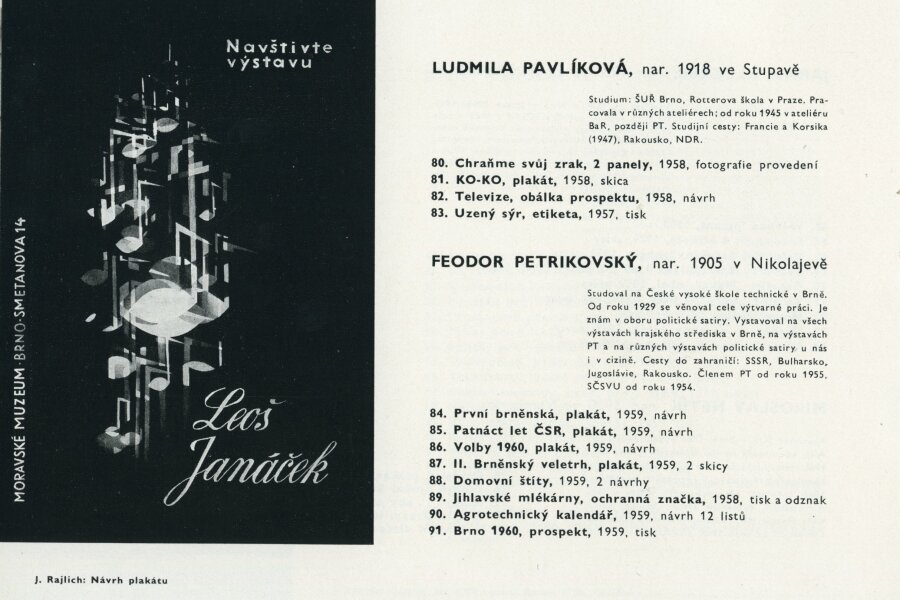 Navštivte
výstavu
MORAVSKÉ MUZEUM · BRNO · SMETANOVA 14
Leoš
Janáček
J. Rajlich: Návrh plakátu
LUDMILA PAVLÍKOVÁ, nar. 1918 ve Stupavě
Studium: ŠUŘ Brno, Rotterova škola v Praze. Pra-
covala v různých ateliérech; od roku 1945 v ateliéru
BaR, později PT. Studijní cesty: Francie a Korsika
(1947), Rakousko, NDR.
80. Chraňme svůj zrak, 2 panely, 1958, fotografie provedení
81. KO-KO, plakát, 1958, skica
82. Televize, obálka prospektu, 1958, návrh
83. Uzený sýr, etiketa, 1957, tisk
FEODOR PETRIKOVSKÝ, nar. 1905 v Nikolajevě
Studoval na České vysoké škole technické v Brně.
Od roku 1929 se věnoval cele výtvarné práci. Je
znám v oboru politické satiry. Vystavoval na všech
výstavách krajského střediska v Brně, na výstavách
PT a na různých výstavách politické satiry u nás
i v cizině. Cesty do zahraničí: SSSR, Bulharsko,
Jugoslávie, Rakousko. Členem PT od roku 1955.
SČSVU od roku 1954.
84. První brněnská, plakát, 1959, návrh
85. Patnáct let ČSR, plakát, 1959, návrh
86. Volby 1960, plakát, 1959, návrh
87. II. Brněnský veletrh, plakát, 1959, 2 skicy
88. Domovní štíty, 1959, 2 návrhy
89. Jihlavské mlékárny, ochranná značka, 1958, tisk a odznak
90. Agrotechnický kalendář, 1959, návrh 12 listů
91. Brno 1960, prospekt, 1959, tisk